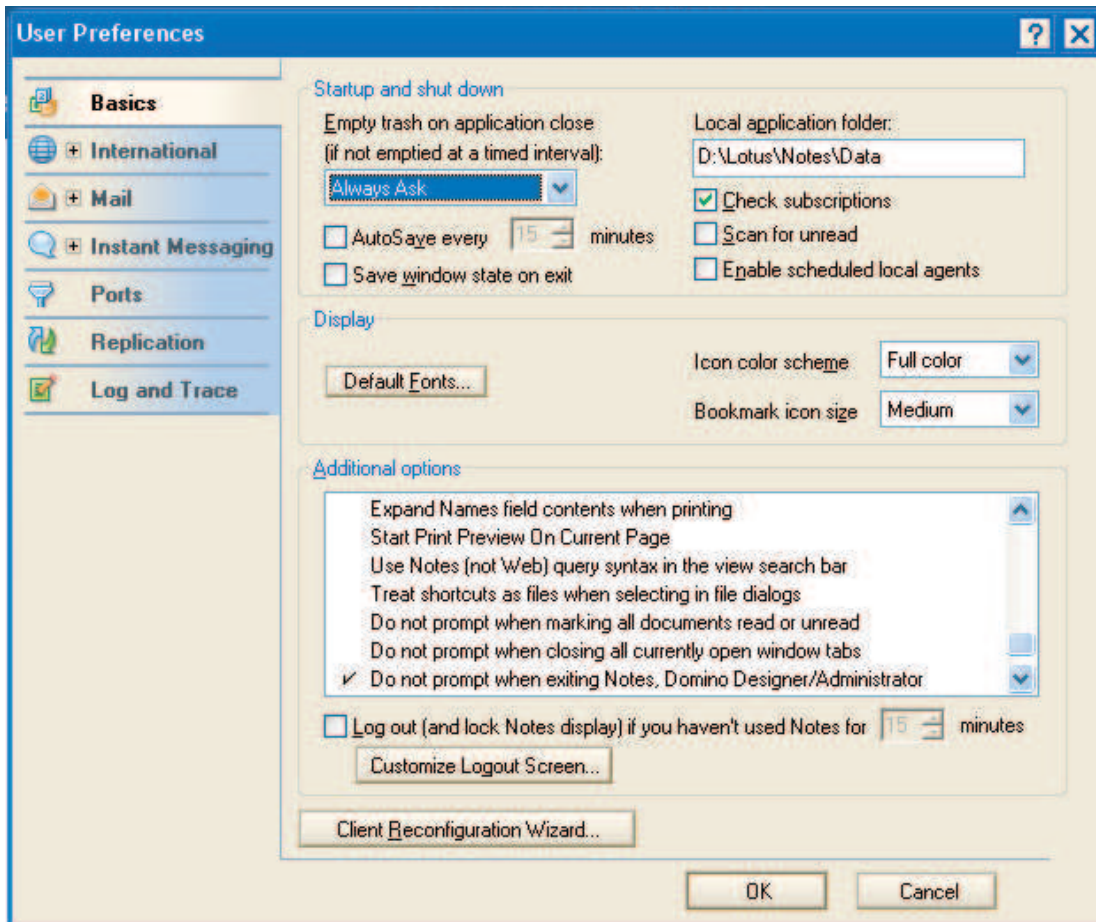 User Preferences
Basics
International
Mail
Instant Messaging
Ports
Replication
Log and Trace
Startup and shut down
Empty trash on application close
(if not emptied at a timed interval):
Always Ask
AutoSave every 15 minutes
Save window state on exit
Local application folder:
D:\Lotus\Notes\Data
Check subscriptions
Scan for unread
Enable scheduled local agents
Display
Default Fonts...
Icon color scheme Full color
Bookmark icon size Medium
Additional options
Expand Names field contents when printing
Start Print Preview On Current Page
Use Notes (not Web) query syntax in the view search bar
Treat shortcuts as files when selecting in file dialogs
Do not prompt when marking all documents read or unread
Do not prompt when closing all currently open window tabs
Do not prompt when exiting Notes, Domino Designer/Administrator
Log out (and lock Notes display) if you haven't used Notes for 15 minutes
Customize Logout Screen...
Client Reconfiguration Wizard...
OK Cancel